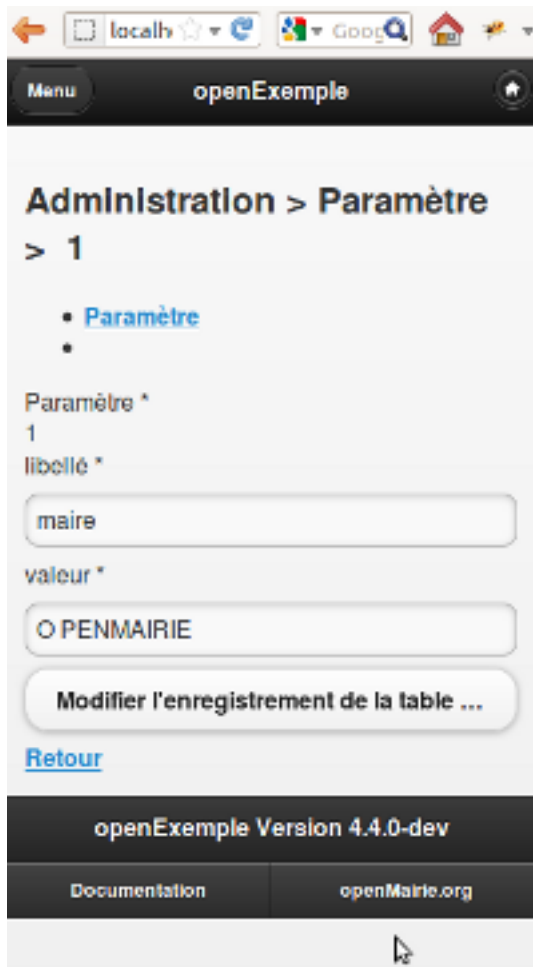 localh Goog
Menu openExemple
Administration > Paramètre
> 1
• Paramètre
•
Paramètre *
1
libellé *
maire
valeur *
O PENMAIRIE
Modifier l'enregistrement de la table ...
Retour
openExemple Version 4.4.0-dev
Documentation openMairie.org